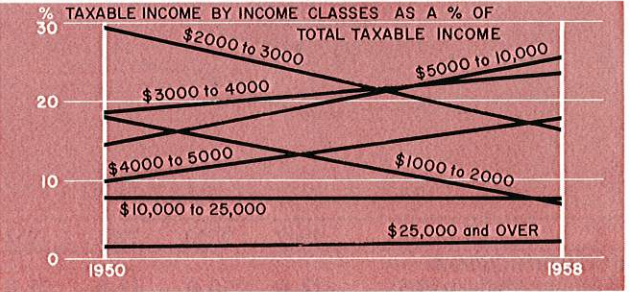 % TAXABLE INCOME BY INCOME CLASSES AS A % OF
TOTAL TAXABLE INCOME
30
$2000 to 3000
$5000 to 10,000
$3000 to 4000
20
$4000 to 5000
$1000 to 2000
10
$10,000 to 25,000
$25,000 and OVER
0
1950
1958